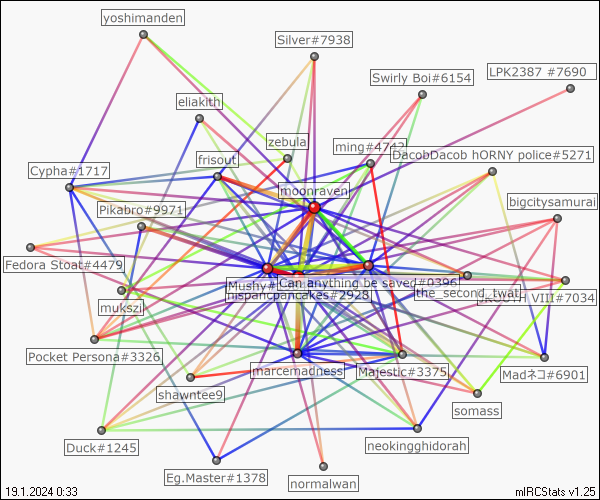 yoshimanden
Silver#7938
Swirly Boi#6154
LPK2387 #7690
eliakith
zebula
ming#4742
DacobDacob hORNY police#5271
frisout
Cypha#1717
moonraven
bigcitysamurai
Pikabro#9971
Fedora Stoat#4479
Mushy#
Can anything be saved#0396
hispanicpancakes#2928
the_second_twat
VIII#7034
mukszi
Pocket Persona#3326
marcemadness
Majestic#3375
Madネコ#6901
shawntee9
somass
Duck#1245
neokingghidorah
Eg.Master#1378
normalwan
19.1.2024 0:33
mIRCStats v1.25